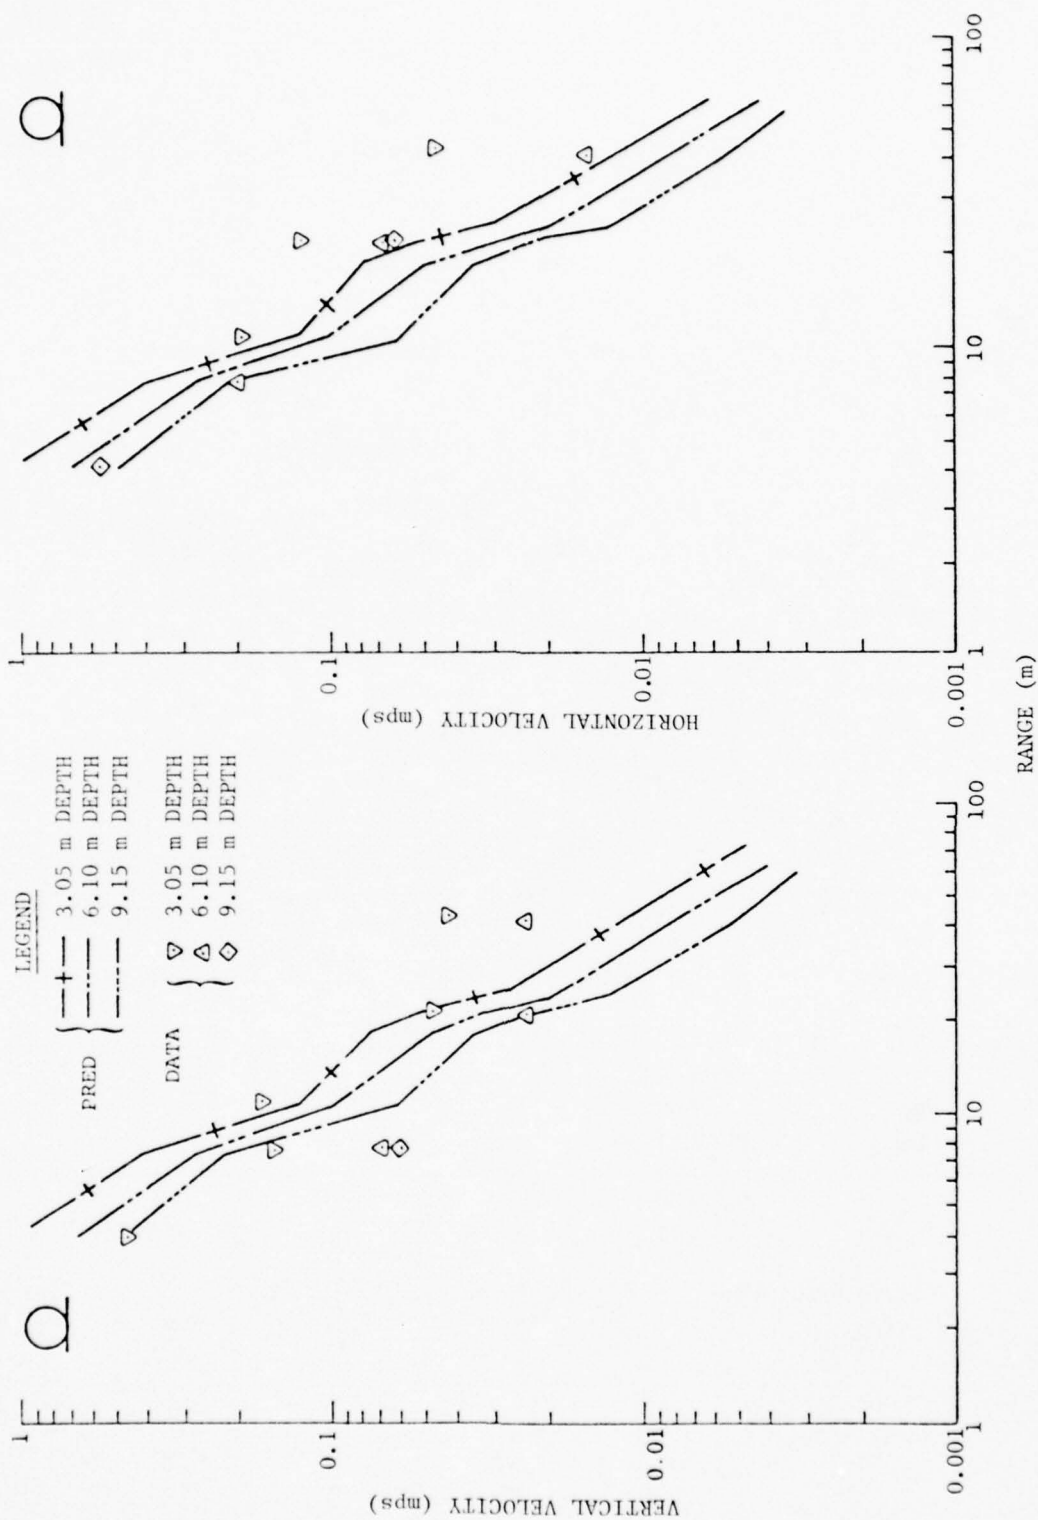 LEGEND
PRED
3.05 m DEPTH
6.10 m DEPTH
9.15 m DEPTH
DATA
3.05 m DEPTH
6.10 m DEPTH
9.15 m DEPTH
VERTICAL VELOCITY (mps)
1
0.1
0.01
0.001
1
10
100
HORIZONTAL VELOCITY (mps)
1
0.1
0.01
0.001
1
10
100
RANGE (m)